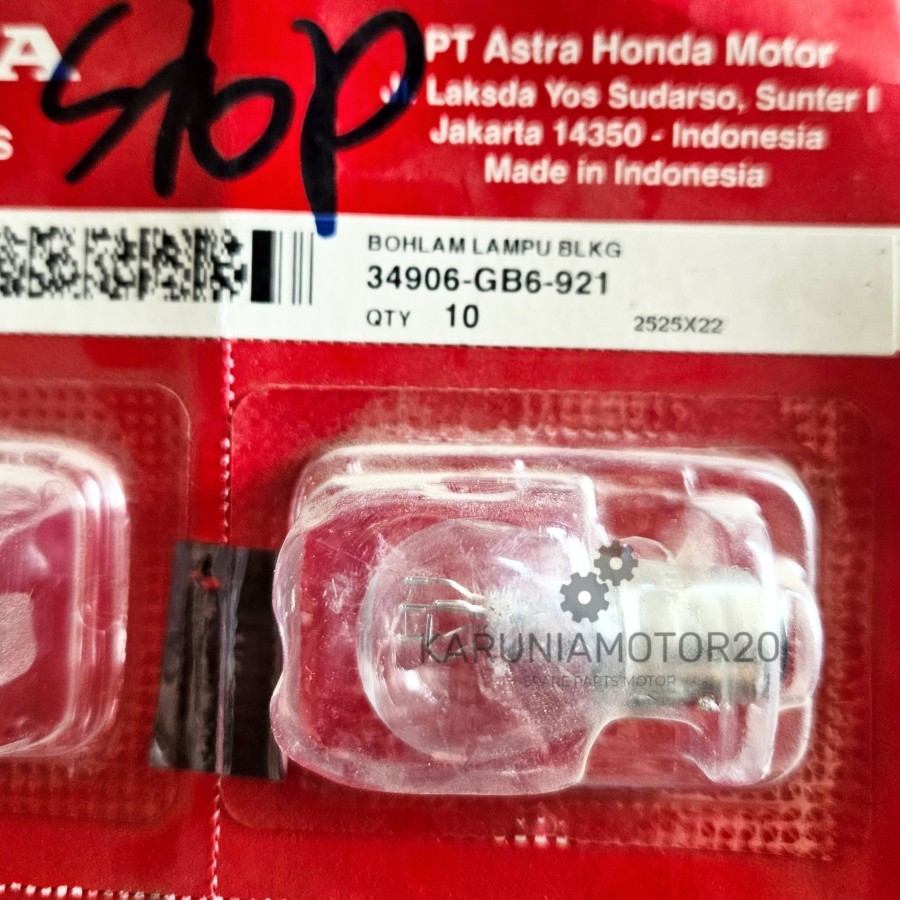 stop
PT Astra Honda Motor
Laksda Yos Sudarso, Sunter I
Jakarta 14350 - Indonesia
Made in Indonesia
BOHLAM LAMPU BLKG
34906-GB6-921
QTY 10
2525X22
KARUNIAMOTOR20
SPARE PARTS MOTOR